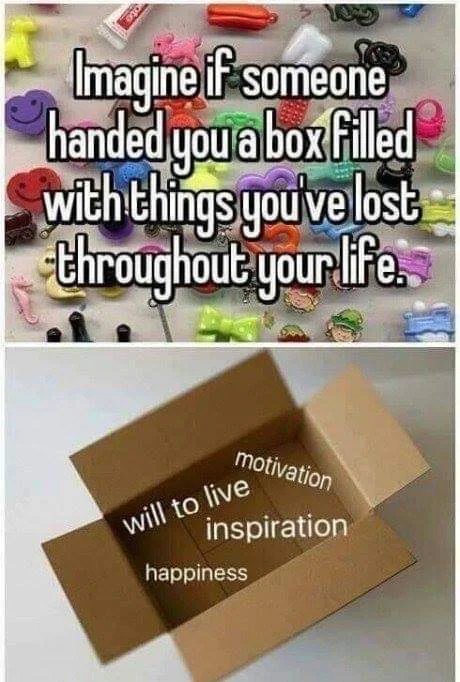 Imagine if someone
handed you a box filled
with things you've lost
throughout your life.
motivation
will to live
inspiration
happiness